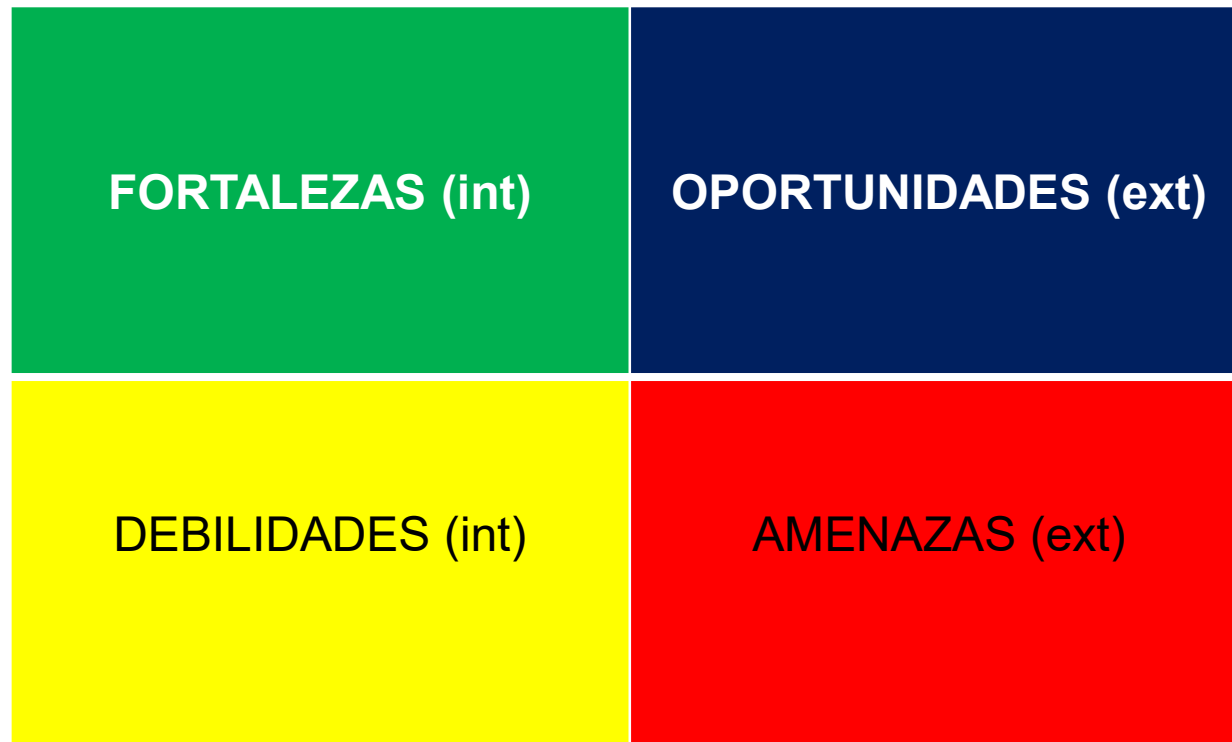 FORTALEZAS (int)
OPORTUNIDADES (ext)
DEBILIDADES (int)
AMENAZAS (ext)